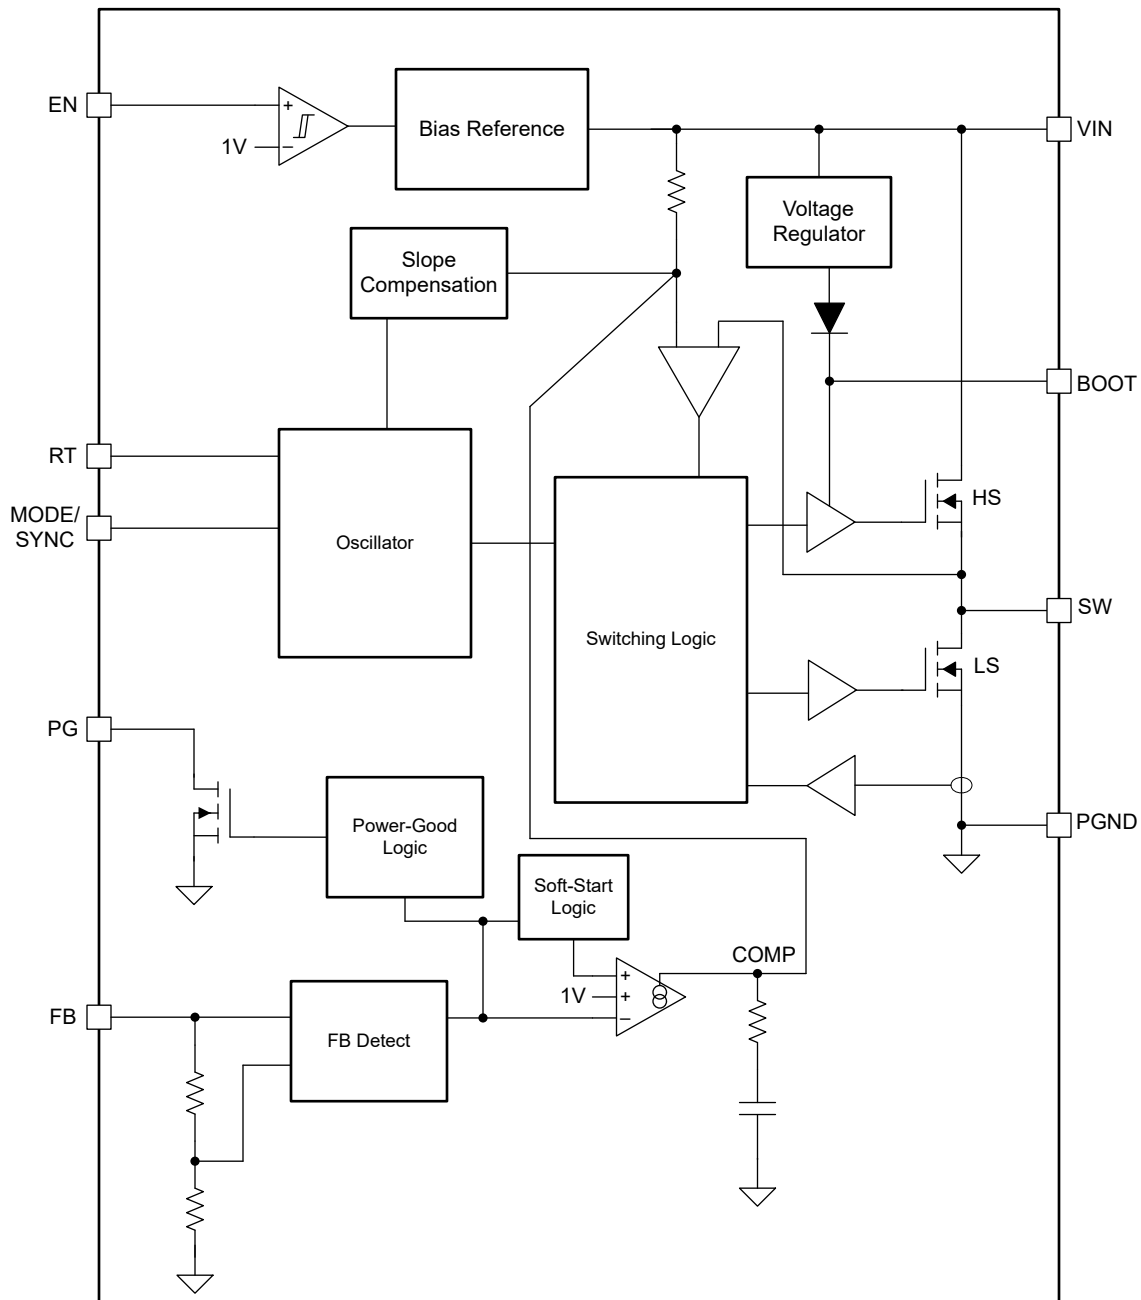 EN
+
1V
−
Bias Reference
VIN
Voltage
Regulator
Slope
Compensation
BOOT
RT
MODE/
SYNC
Oscillator
HS
SW
Switching Logic
LS
PG
Power-Good
Logic
PGND
Soft-Start
Logic
COMP
+
1V
+
−
FB
FB Detect